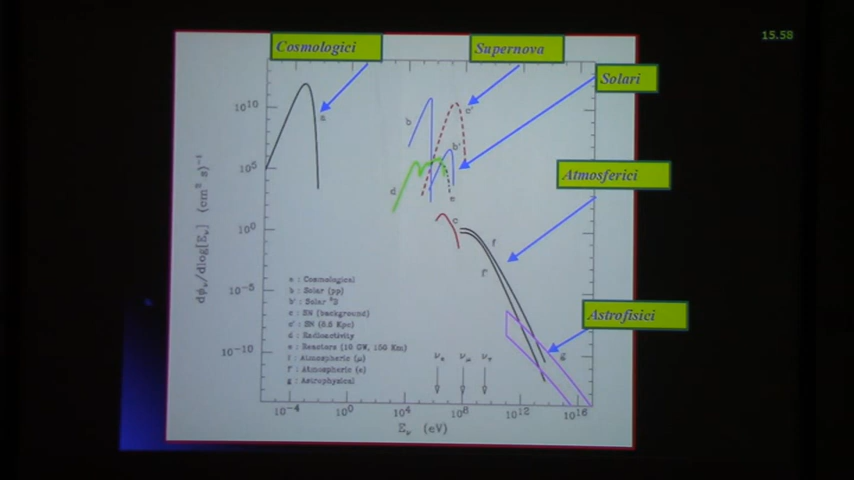 15.58
Cosmologici
Supernova
Solari
Atmosferici
Astrofisici
dϕν/dlog[Eν] (cm² s)⁻¹
10¹⁰
10⁵
10⁰
10⁻⁵
10⁻¹⁰
a
b
c'
b'
d
e
c
f
f'
g
a : Cosmological
b : Solar (pp)
b' : Solar ⁸B
c : SN (background)
c' : SN (8.5 Kpc)
d : Radioactivity
e : Reactors (10 GW, 150 Km)
f : Atmospheric (μ)
f' : Atmospheric (e)
g : Astrophysical
νe νμ ντ
10⁻⁴ 10⁰ 10⁴ 10⁸ 10¹² 10¹⁶
Eν (eV)